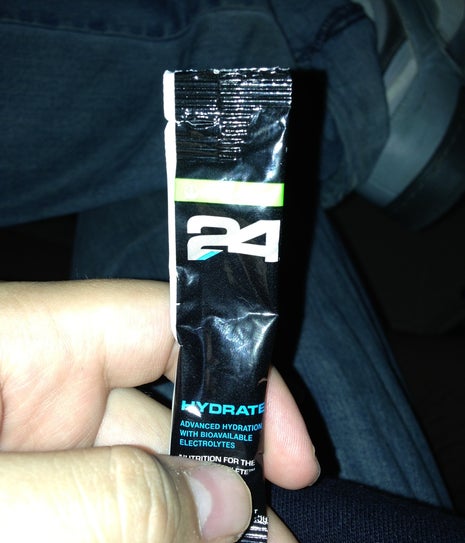 24
HYDRATE
ADVANCED HYDRATION
WITH BIOAVAILABLE
ELECTROLYTES
NUTRITION FOR THE